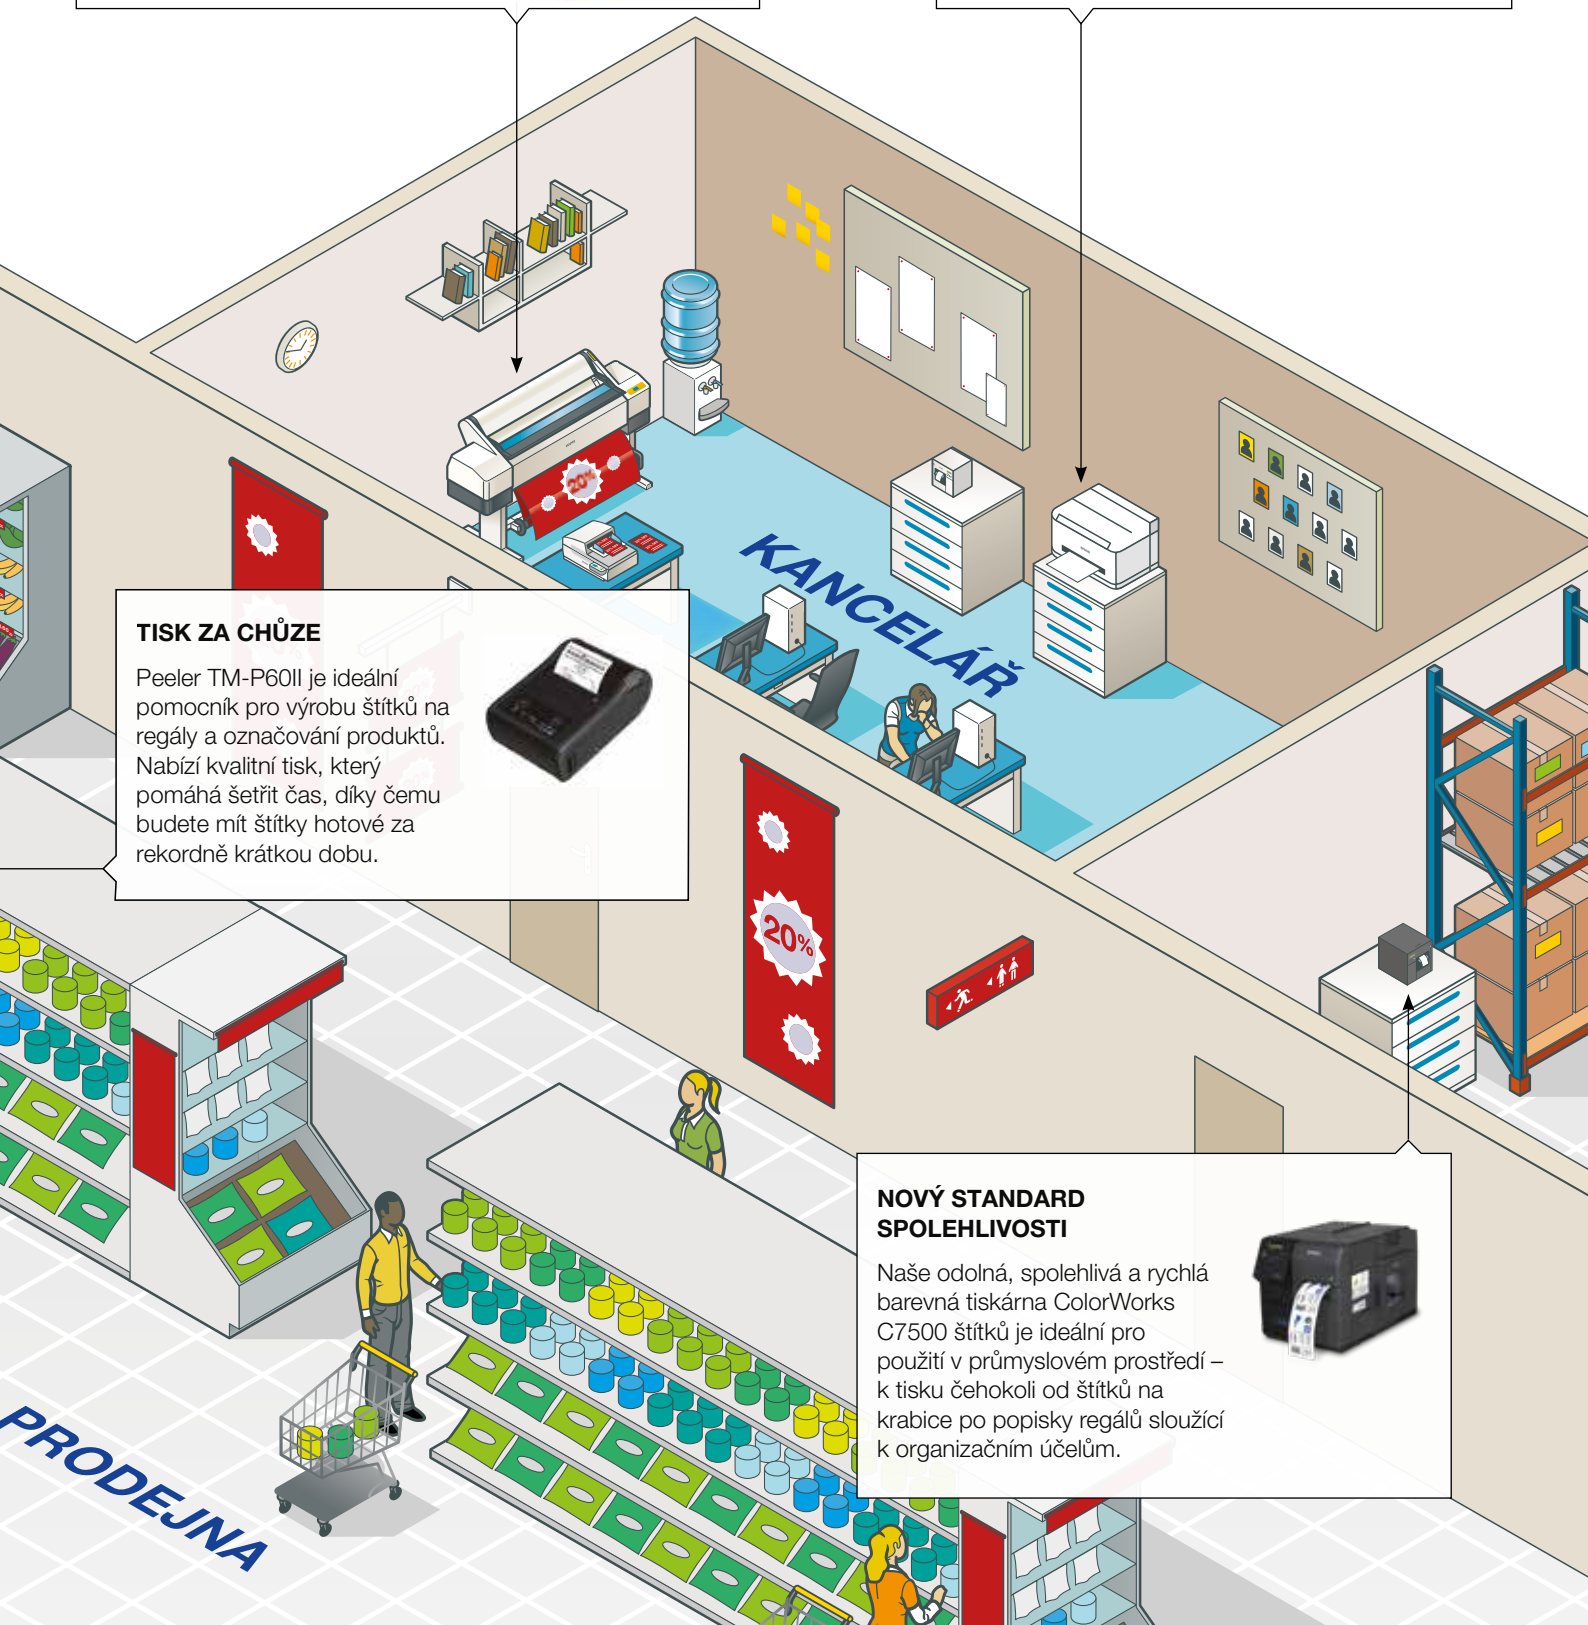 20%
KANCELÁŘ
TISK ZA CHŮZE
Peeler TM-P60II je ideální
pomocník pro výrobu štítků na
regály a označování produktů.
Nabízí kvalitní tisk, který
pomáhá šetřit čas, díky čemu
budete mít štítky hotové za
rekordně krátkou dobu.
20%
NOVÝ STANDARD
SPOLEHLIVOSTI
Naše odolná, spolehlivá a rychlá
barevná tiskárna ColorWorks
C7500 štítků je ideální pro
použití v průmyslovém prostředí –
k tisku čehokoli od štítků na
krabice po popisky regálů sloužící
k organizačním účelům.
PRODEJNA